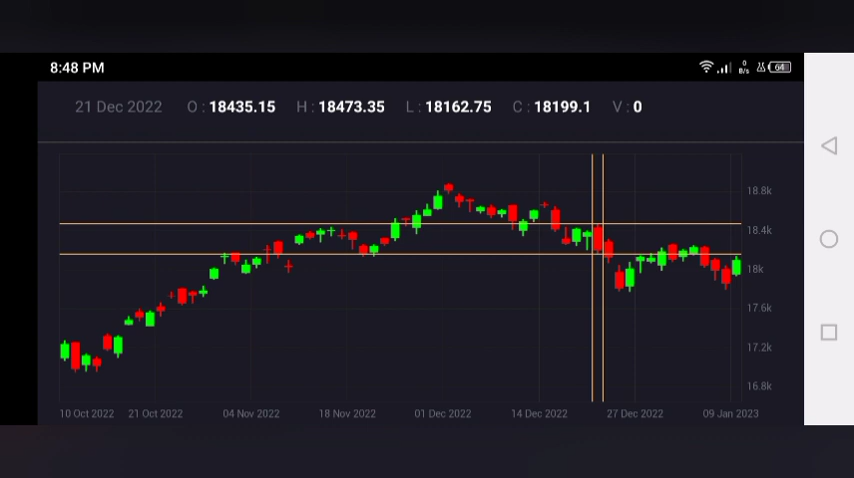 8:48 PM 0 B/s 64
21 Dec 2022 O : 18435.15 H : 18473.35 L : 18162.75 C : 18199.1 V : 0
18.8k
18.4k
18k
17.6k
17.2k
16.8k
10 Oct 2022 21 Oct 2022 04 Nov 2022 18 Nov 2022 01 Dec 2022 14 Dec 2022 27 Dec 2022 09 Jan 2023